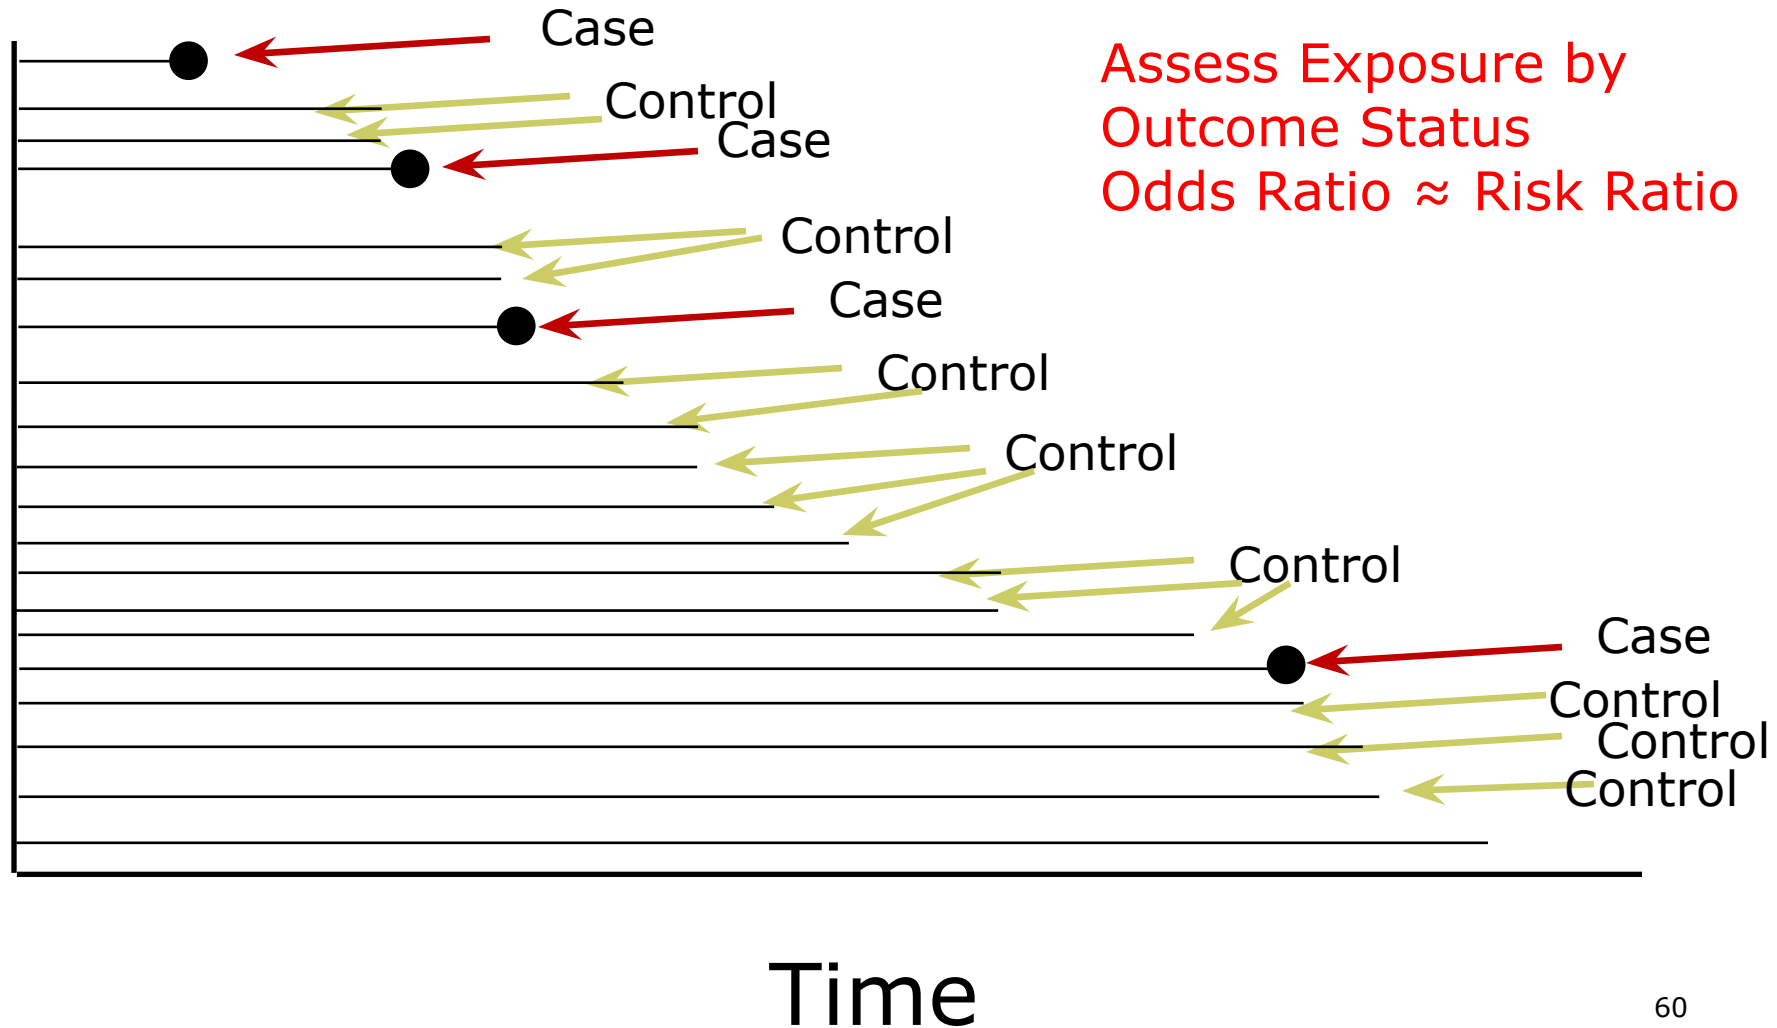 Case
Control
Case
Assess Exposure by
Outcome Status
Odds Ratio ≈ Risk Ratio
Control
Case
Control
Control
Control
Case
Control
Control
Control
Time
60